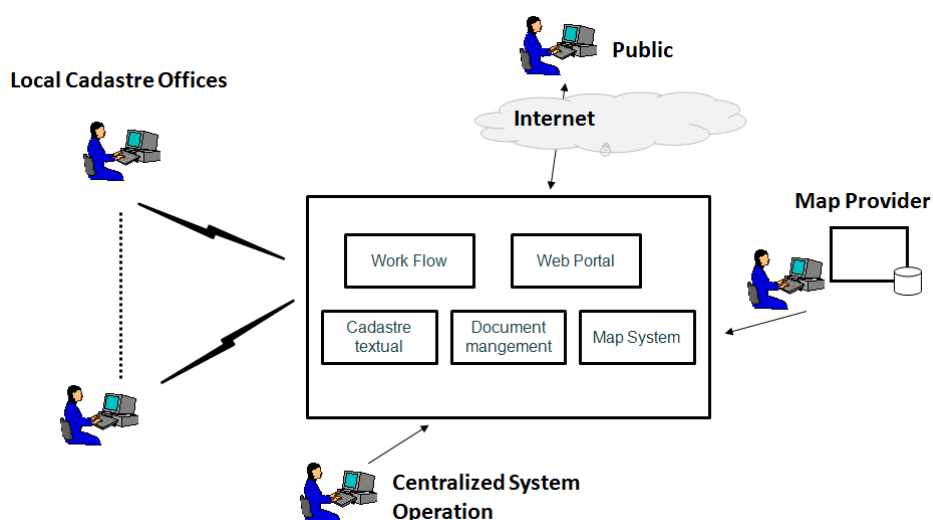 Public
Local Cadastre Offices
Internet
Map Provider
Work Flow
Web Portal
Cadastre
textual
Document
mangement
Map System
Centralized System
Operation